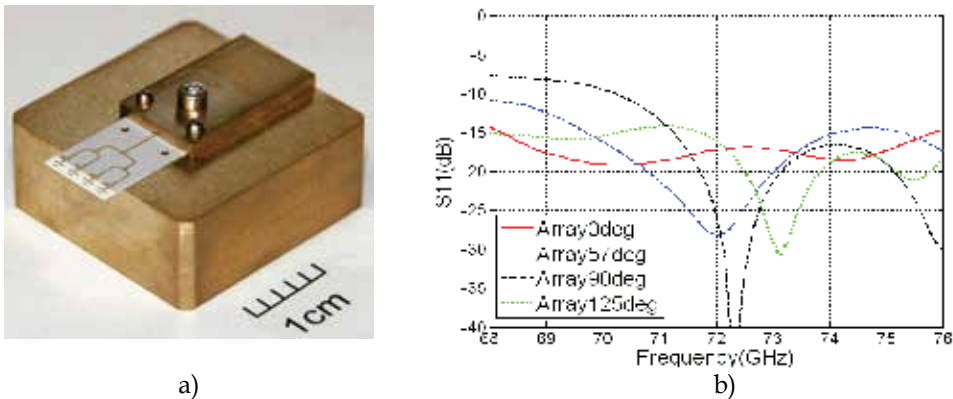 1cm
0
-5
-10
-15
-20
-25
-30
-35
-40
S11(dB)
Array0deg
Array57deg
Array90deg
Array125deg
68 69 70 71 72 73 74 75 76
Frequency(GHz)
a) b)